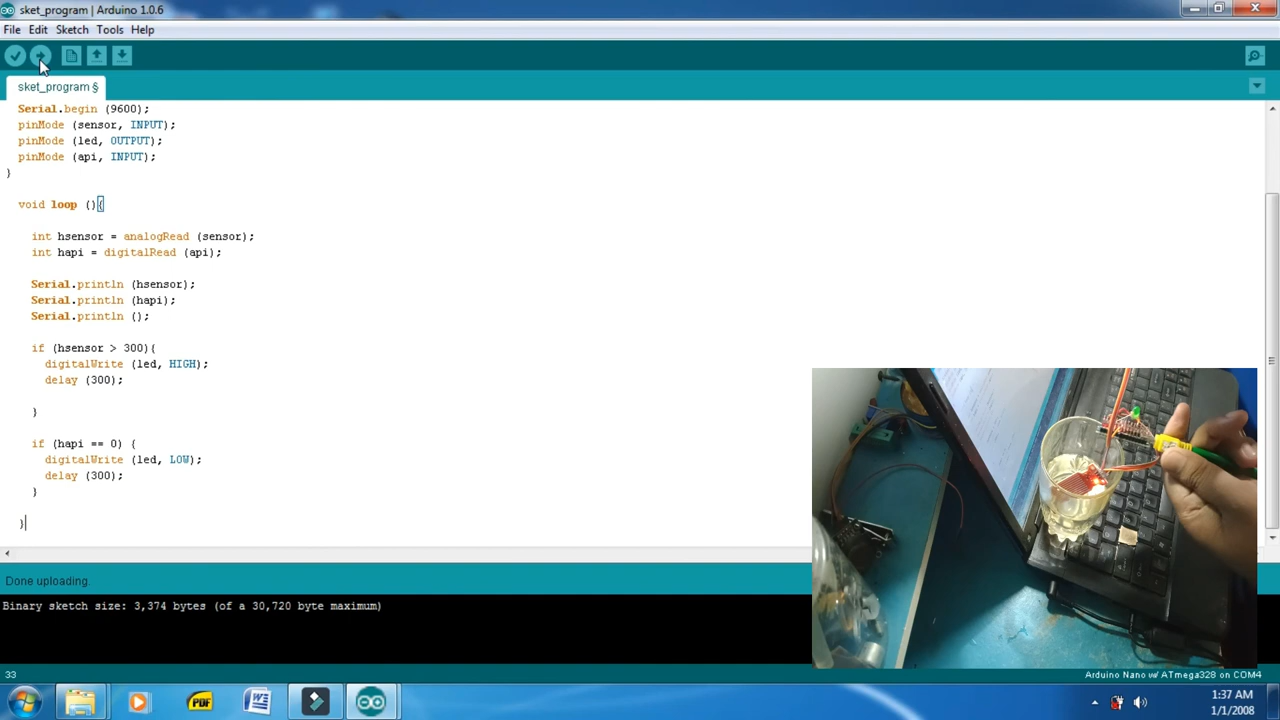 sket_program | Arduino 1.0.6
File Edit Sketch Tools Help
sket_program §
Serial.begin (9600);
pinMode (sensor, INPUT);
pinMode (led, OUTPUT);
pinMode (api, INPUT);
}
void loop (){
int hsensor = analogRead (sensor);
int hapi = digitalRead (api);
Serial.println (hsensor);
Serial.println (hapi);
Serial.println ();
if (hsensor > 300){
digitalWrite (led, HIGH);
delay (300);
}
if (hapi == 0) {
digitalWrite (led, LOW);
delay (300);
}
}
Done uploading.
Binary sketch size: 3,374 bytes (of a 30,720 byte maximum)
33
Arduino Nano w/ ATmega328 on COM4
PDF
W
1:37 AM
1/1/2008